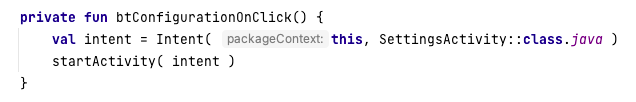 private fun btConfigurationOnClick() {
    val intent = Intent( packageContext: this, SettingsActivity::class.java )
    startActivity( intent )
}